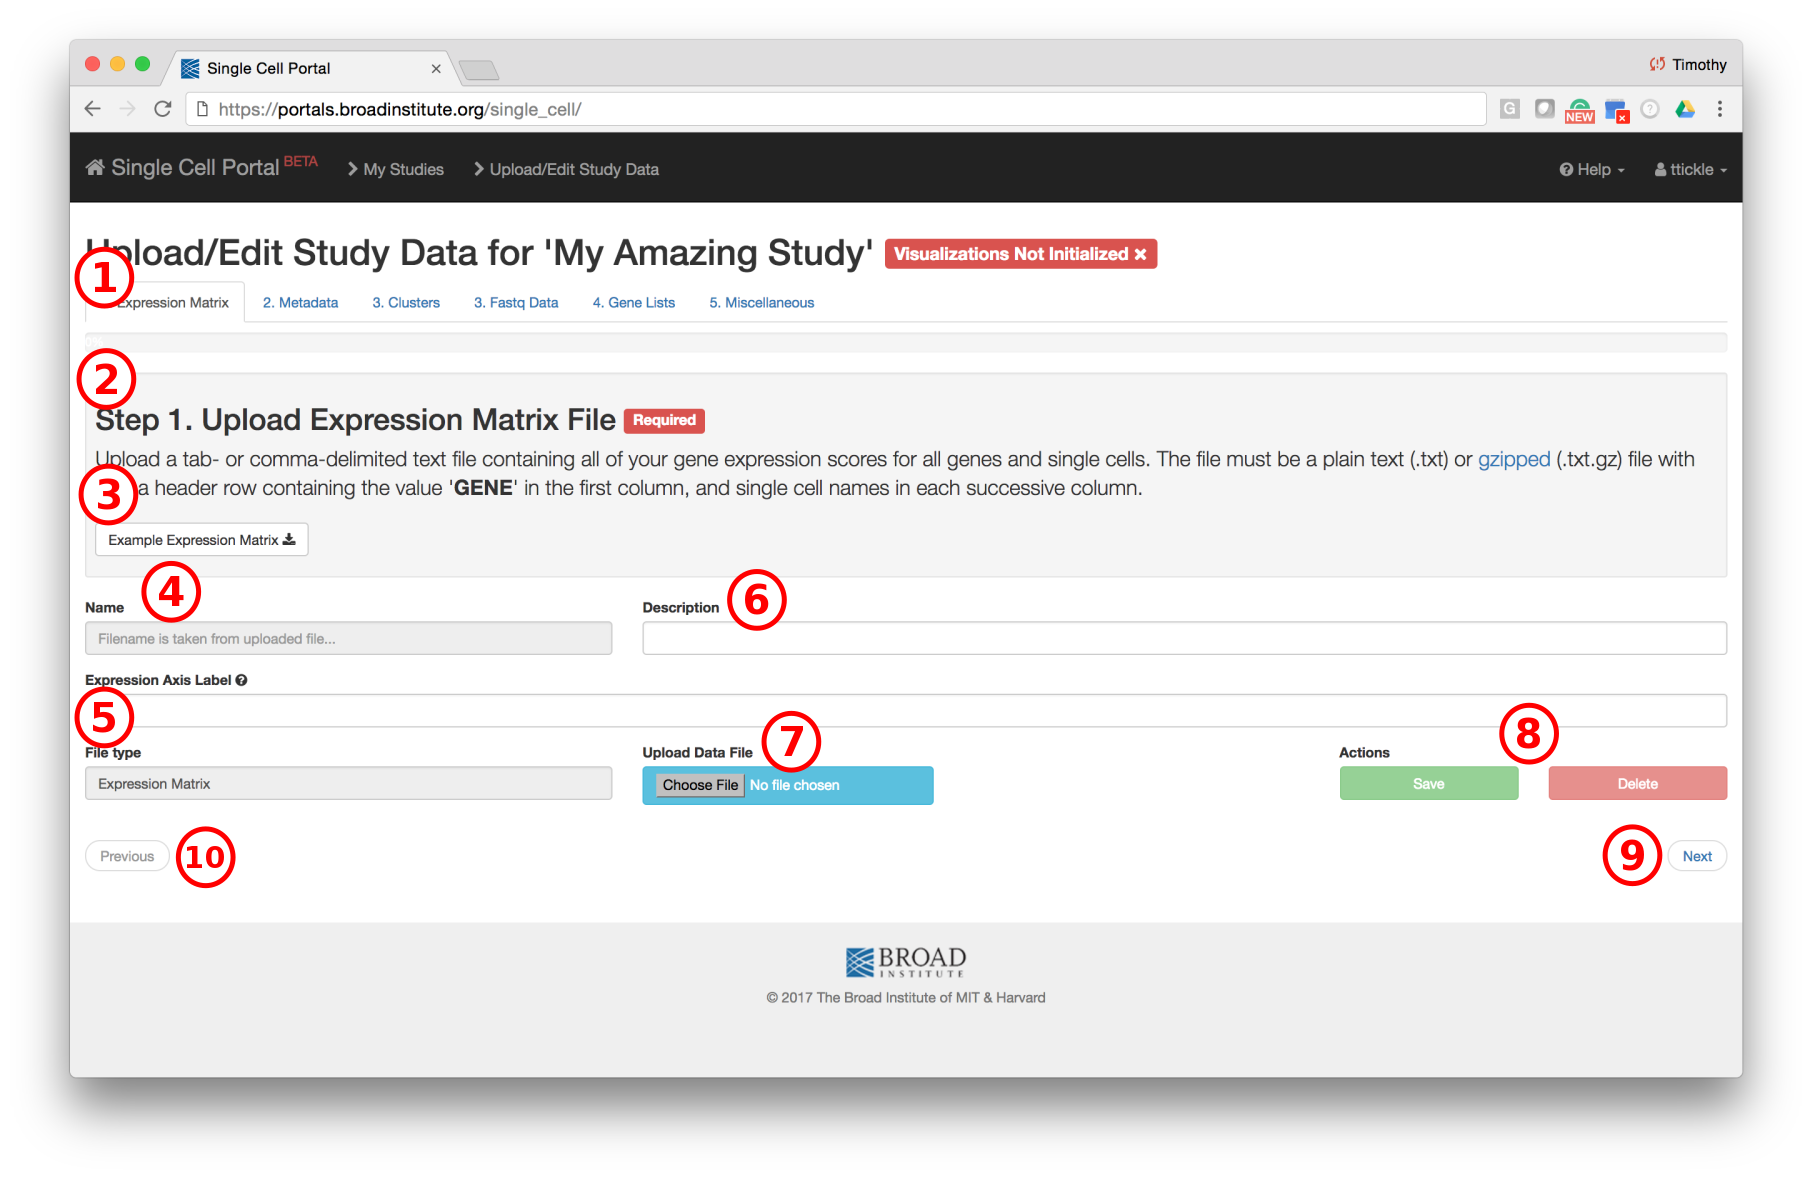 Single Cell Portal
Timothy
https://portals.broadinstitute.org/single_cell/
G
NEW
Single Cell Portal BETA
My Studies
Upload/Edit Study Data
Help
ttickle
Upload/Edit Study Data for 'My Amazing Study'
Visualizations Not Initialized ×
1
Expression Matrix
2. Metadata
3. Clusters
3. Fastq Data
4. Gene Lists
5. Miscellaneous
2
Step 1. Upload Expression Matrix File Required
Upload a tab- or comma-delimited text file containing all of your gene expression scores for all genes and single cells. The file must be a plain text (.txt) or gzipped (.txt.gz) file with
3
a header row containing the value 'GENE' in the first column, and single cell names in each successive column.
Example Expression Matrix
4
6
Name
Description
Filename is taken from uploaded file...
Expression Axis Label
5
7
8
File type
Upload Data File
Actions
Expression Matrix
Choose File No file chosen
Save
Delete
Previous
10
9
Next
BROAD
INSTITUTE
© 2017 The Broad Institute of MIT & Harvard